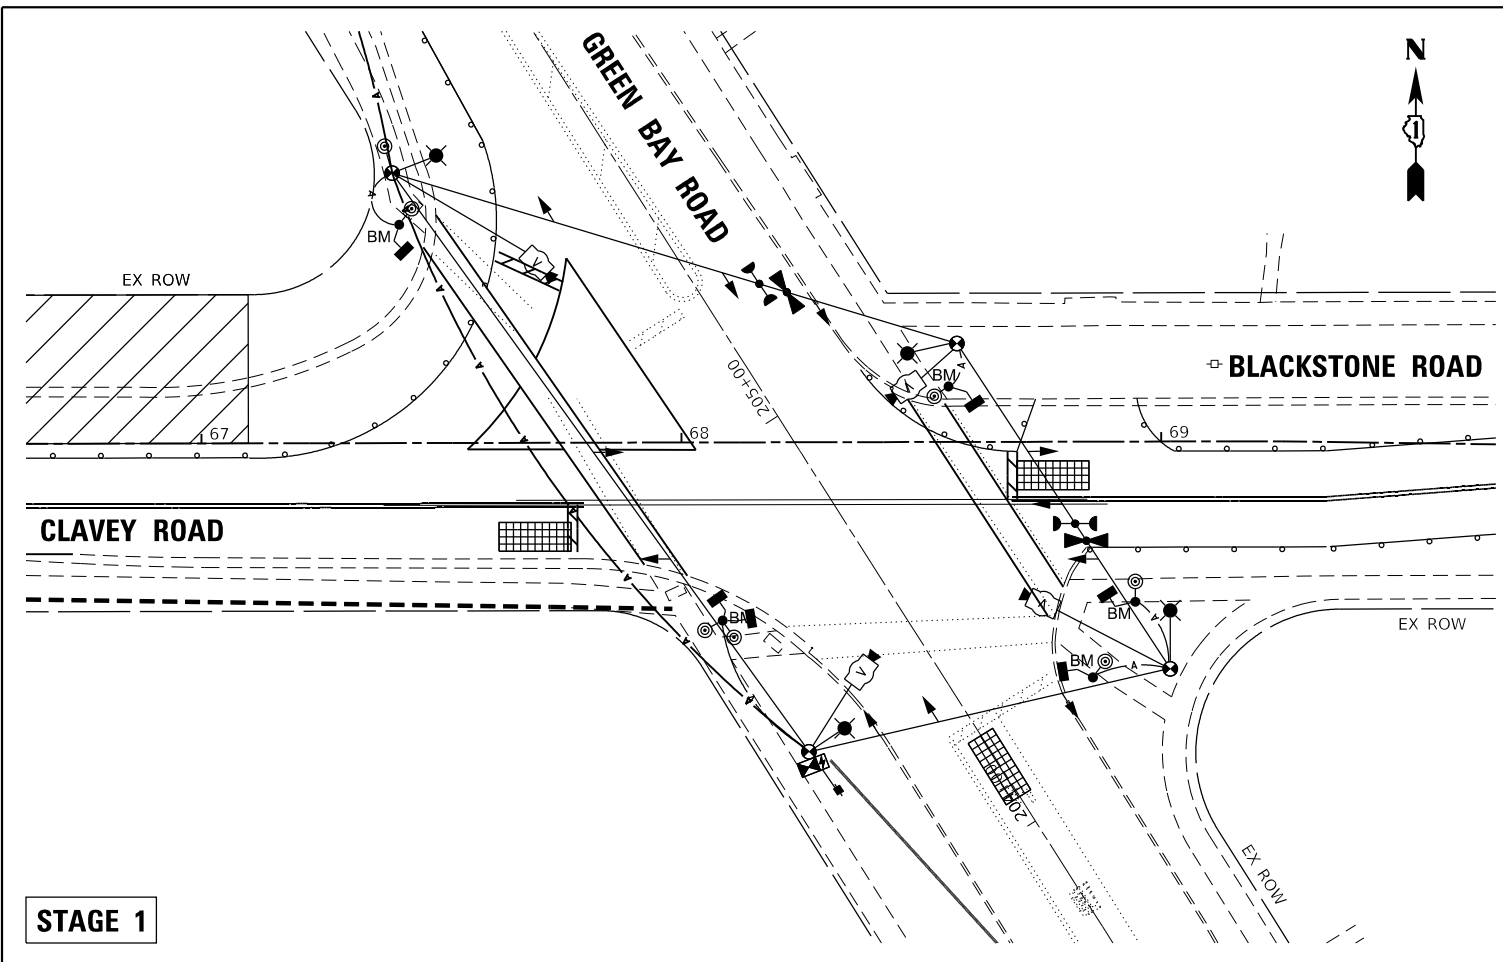 N
1
GREEN BAY ROAD
BM
EX ROW
BM
BLACKSTONE ROAD
205+00
67
68
69
CLAVEY ROAD
BM
BM
BM
EX ROW
EX ROW
STAGE 1
V
V
V
V
A
A
A
A
A
A
A
A
A
A
A